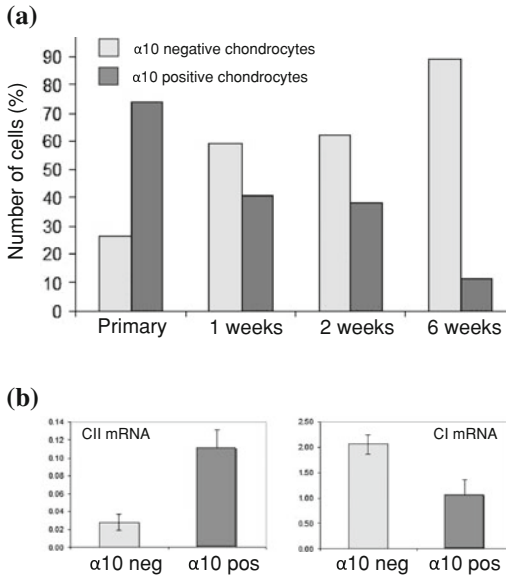 (a)
α10 negative chondrocytes
α10 positive chondrocytes
Number of cells (%)
90
80
70
60
50
40
30
20
10
0
Primary 1 weeks 2 weeks 6 weeks
(b)
CII mRNA
0.14
0.12
0.10
0.08
0.06
0.04
0.02
0.00
α10 neg α10 pos
CI mRNA
2.50
2.00
1.50
1.00
0.50
0.00
α10 neg α10 pos